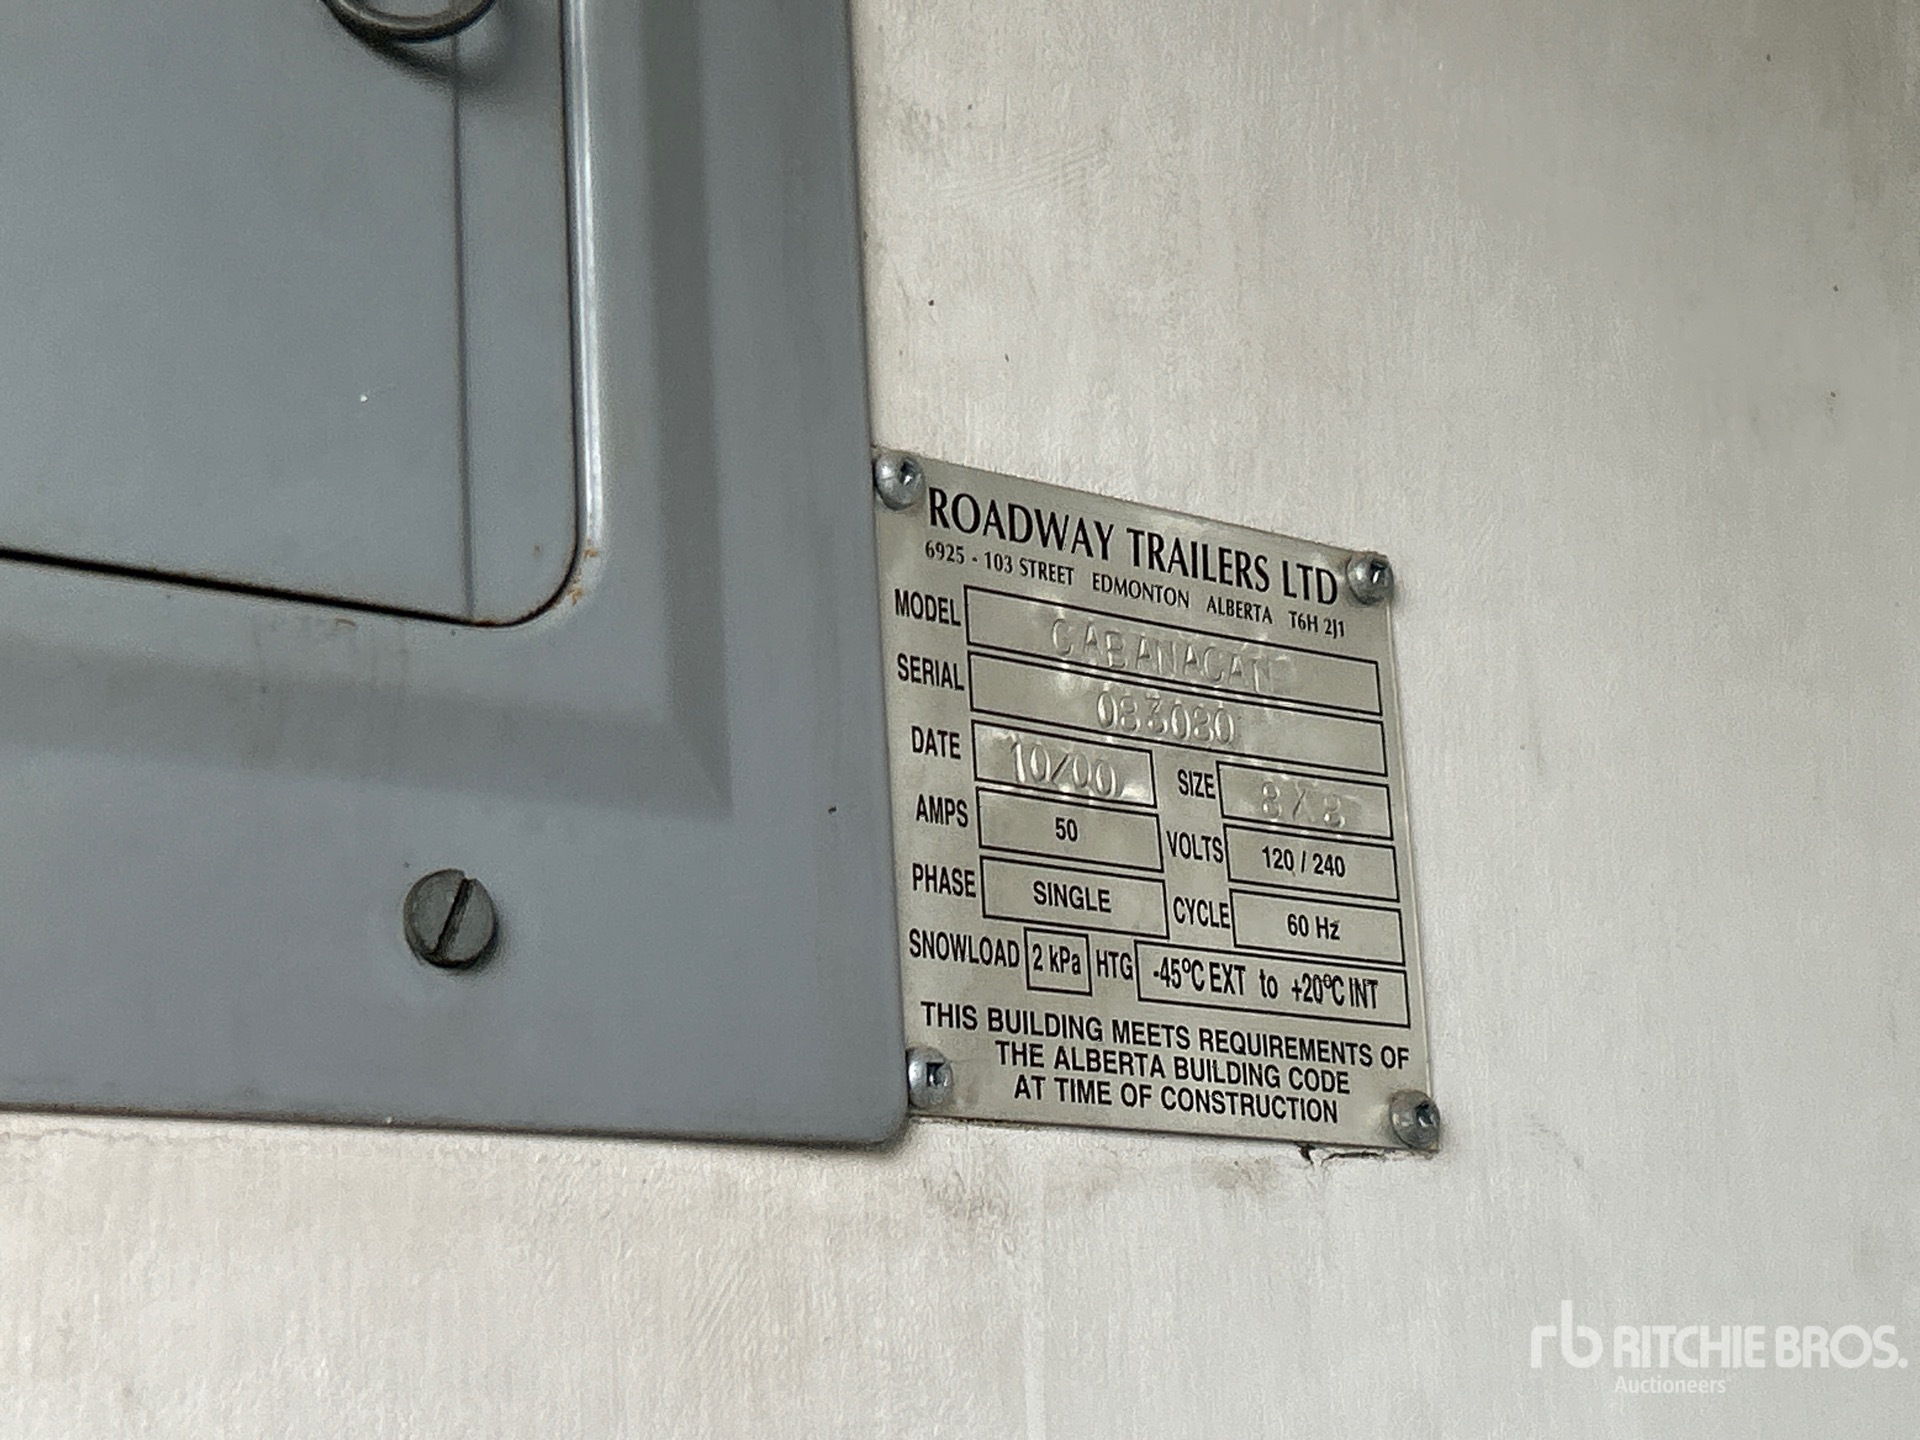 ROADWAY TRAILERS LTD
6925 - 103 STREET EDMONTON ALBERTA T6H 2J1
MODEL CABANACAN
SERIAL 083080
DATE 10/00 SIZE 8X8
AMPS 50 VOLTS 120 / 240
PHASE SINGLE CYCLE 60 Hz
SNOWLOAD 2 kPa HTG -45°C EXT to +20°C INT
THIS BUILDING MEETS REQUIREMENTS OF
THE ALBERTA BUILDING CODE
AT TIME OF CONSTRUCTION
rb RITCHIE BROS.
Auctioneers